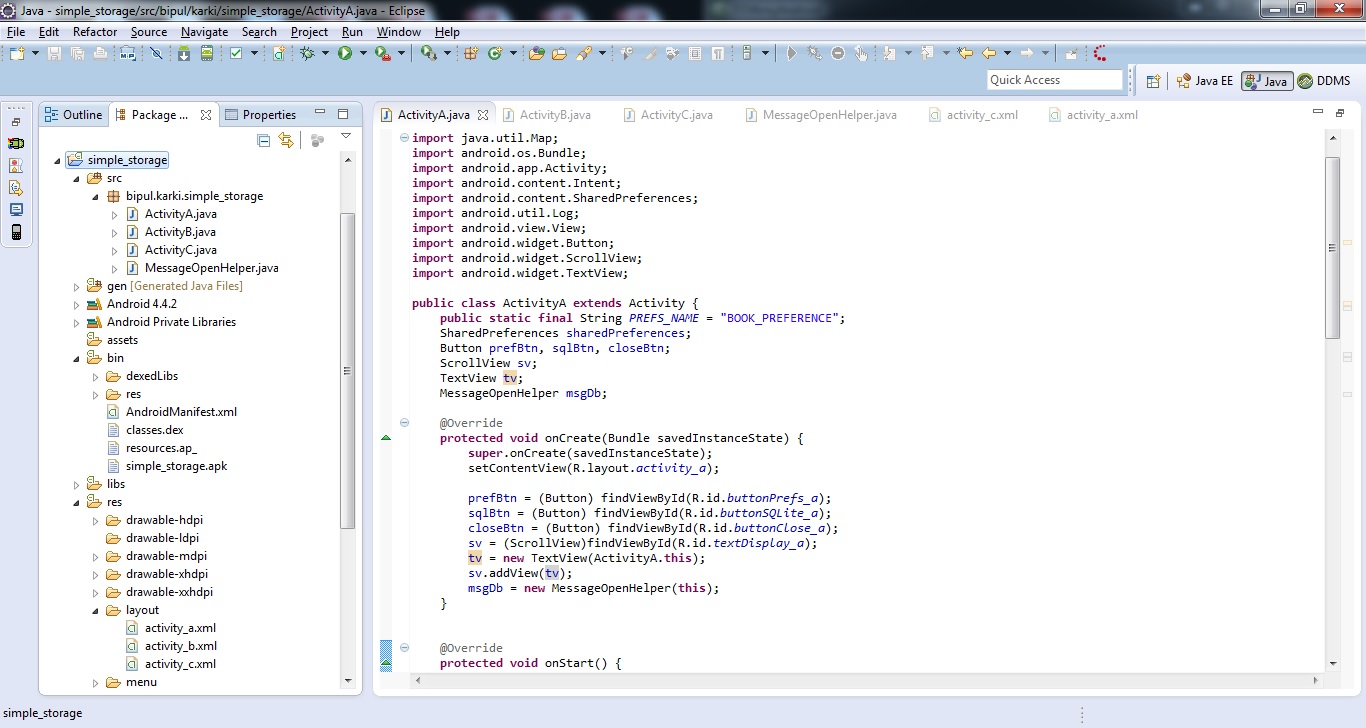 Java - simple_storage/src/bipul/karki/simple_storage/ActivityA.java - Eclipse
File Edit Refactor Source Navigate Search Project Run Window Help
Quick Access
Java EE
Java
DDMS
Outline
Package ...
Properties
simple_storage
src
bipul.karki.simple_storage
ActivityA.java
ActivityB.java
ActivityC.java
MessageOpenHelper.java
gen [Generated Java Files]
Android 4.4.2
Android Private Libraries
assets
bin
dexedLibs
res
AndroidManifest.xml
classes.dex
resources.ap_
simple_storage.apk
libs
res
drawable-hdpi
drawable-ldpi
drawable-mdpi
drawable-xhdpi
drawable-xxhdpi
layout
activity_a.xml
activity_b.xml
activity_c.xml
menu
ActivityA.java
ActivityB.java
ActivityC.java
MessageOpenHelper.java
activity_c.xml
activity_a.xml
import java.util.Map;
import android.os.Bundle;
import android.app.Activity;
import android.content.Intent;
import android.content.SharedPreferences;
import android.util.Log;
import android.view.View;
import android.widget.Button;
import android.widget.ScrollView;
import android.widget.TextView;
public class ActivityA extends Activity {
public static final String PREFS_NAME = "BOOK_PREFERENCE";
SharedPreferences sharedPreferences;
Button prefBtn, sqlBtn, closeBtn;
ScrollView sv;
TextView tv;
MessageOpenHelper msgDb;
@Override
protected void onCreate(Bundle savedInstanceState) {
super.onCreate(savedInstanceState);
setContentView(R.layout.activity_a);
prefBtn = (Button) findViewById(R.id.buttonPrefs_a);
sqlBtn = (Button) findViewById(R.id.buttonSQLite_a);
closeBtn = (Button) findViewById(R.id.buttonClose_a);
sv = (ScrollView)findViewById(R.id.textDisplay_a);
tv = new TextView(ActivityA.this);
sv.addView(tv);
msgDb = new MessageOpenHelper(this);
}
@Override
protected void onStart() {
simple_storage